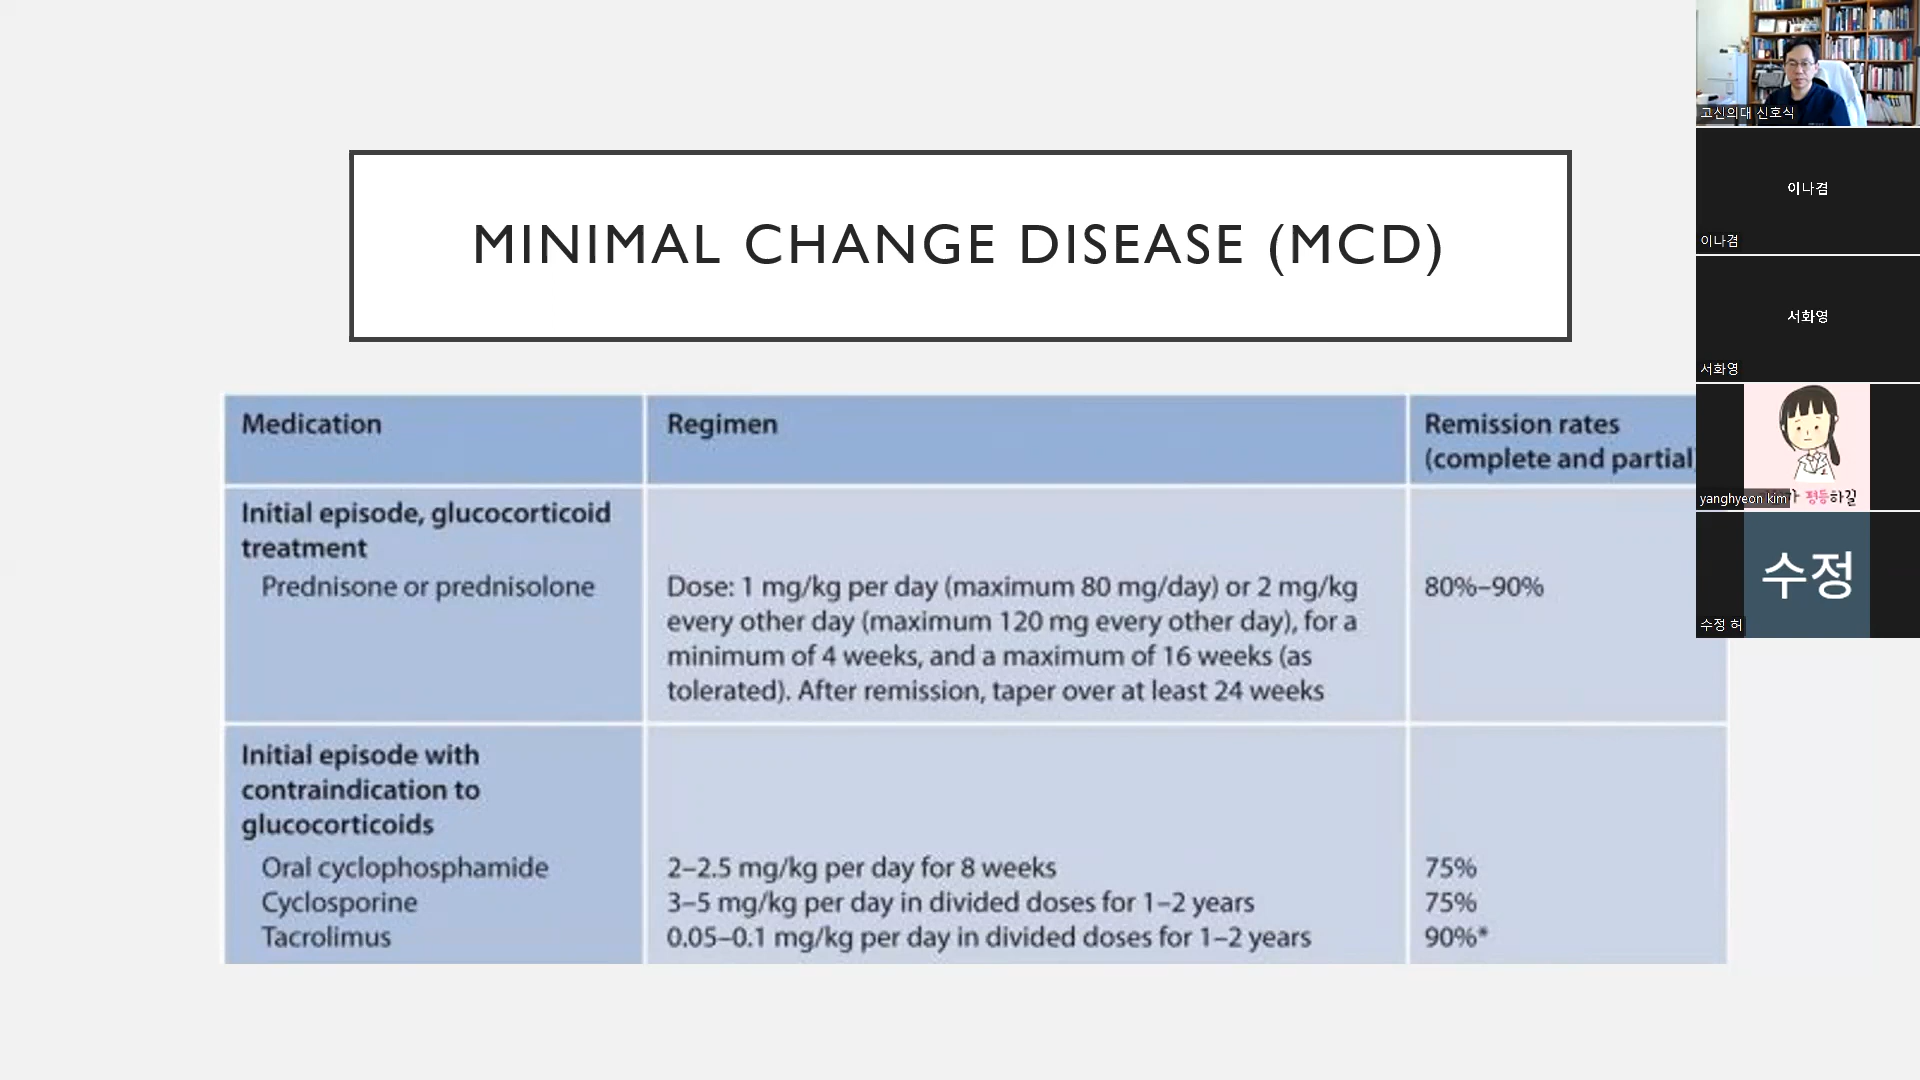 MINIMAL CHANGE DISEASE (MCD)
Medication
Regimen
Remission rates
(complete and partial)
Initial episode, glucocorticoid
treatment
Prednisone or prednisolone
Dose: 1 mg/kg per day (maximum 80 mg/day) or 2 mg/kg
every other day (maximum 120 mg every other day), for a
minimum of 4 weeks, and a maximum of 16 weeks (as
tolerated). After remission, taper over at least 24 weeks
80%–90%
Initial episode with
contraindication to
glucocorticoids
Oral cyclophosphamide
2–2.5 mg/kg per day for 8 weeks
75%
Cyclosporine
3–5 mg/kg per day in divided doses for 1–2 years
75%
Tacrolimus
0.05–0.1 mg/kg per day in divided doses for 1–2 years
90%*
고신의대 신호식
이나겸
이나겸
서화영
서화영
yanghyeon kim
평등하길
수정
수정 허